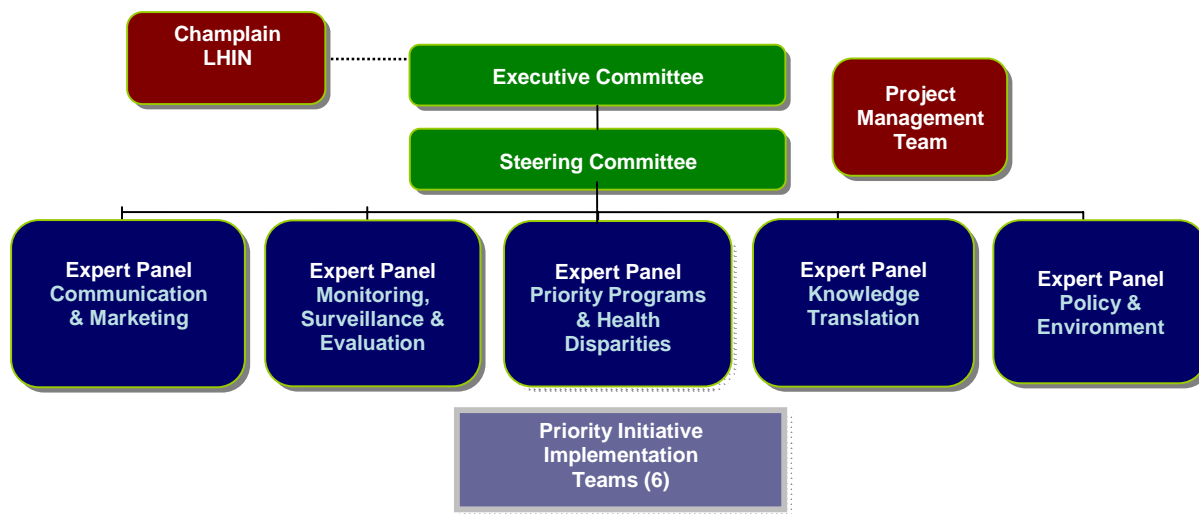 Champlain
LHIN
Executive Committee
Project
Management
Team
Steering Committee
Expert Panel
Communication
& Marketing
Expert Panel
Monitoring,
Surveillance &
Evaluation
Expert Panel
Priority Programs
& Health
Disparities
Expert Panel
Knowledge
Translation
Expert Panel
Policy &
Environment
Priority Initiative
Implementation
Teams (6)